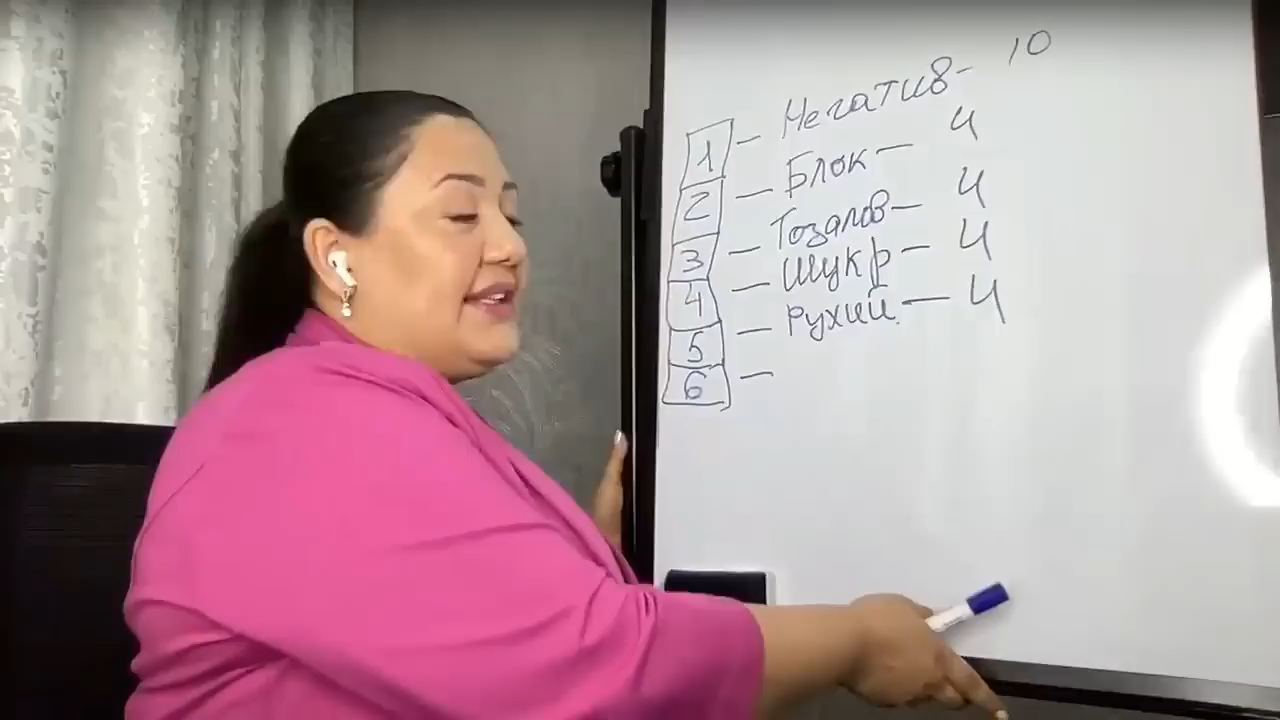 1 - Негатив - 10
2 - Блок - 4
3 - Тозалов - 4
4 - Шукр - 4
5 - Рухий - 4
6 -